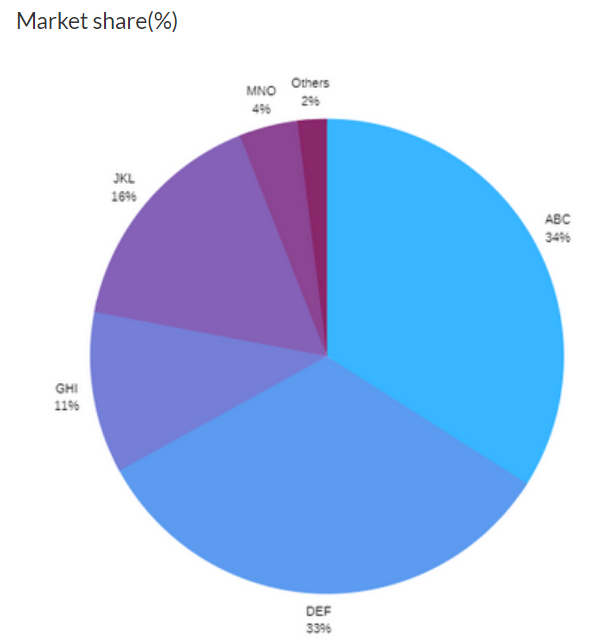 Market share(%)
Others
2%
MNO
4%
JKL
16%
ABC
34%
GHI
11%
DEF
33%